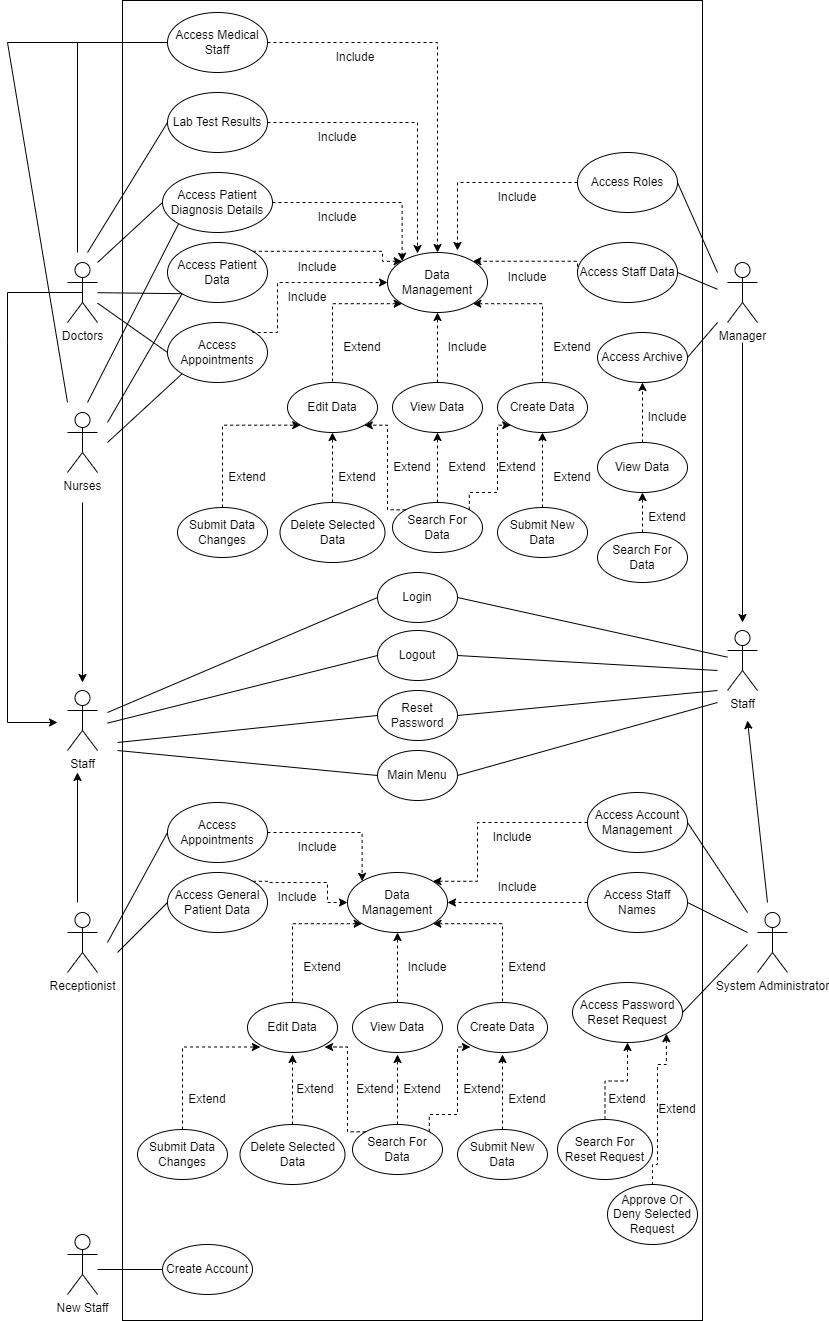 Access Medical
Staff
Include
Lab Test Results
Include
Access Patient
Diagnosis Details
Include
Access Roles
Include
Access Patient
Data
Include
Data
Management
Include
Access Staff Data
Include
Doctors
Manager
Access
Appointments
Extend
Include
Extend
Access Archive
Edit Data
View Data
Create Data
Include
Nurses
Extend
Extend
Extend
Extend
Extend
Extend
View Data
Submit Data
Changes
Delete Selected
Data
Search For
Data
Submit New
Data
Extend
Search For
Data
Login
Logout
Reset
Password
Main Menu
Staff
Staff
Access
Appointments
Include
Include
Access Account
Management
Access General
Patient Data
Include
Data
Management
Include
Access Staff
Names
Receptionist
System Administrator
Extend
Include
Extend
Access Password
Reset Request
Edit Data
View Data
Create Data
Extend
Extend
Extend
Extend
Extend
Extend
Extend
Extend
Submit Data
Changes
Delete Selected
Data
Search For
Data
Submit New
Data
Search For
Reset Request
Approve Or
Deny Selected
Request
Create Account
New Staff